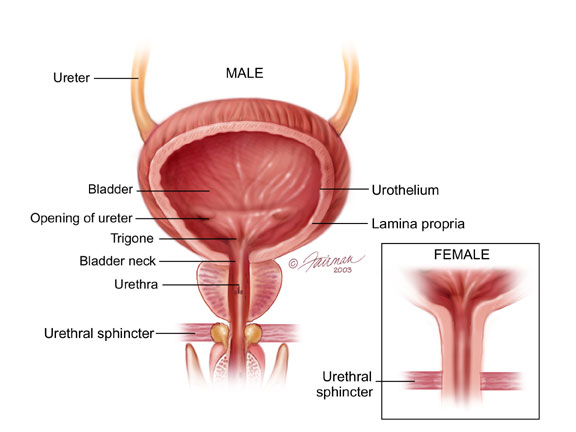 MALE
Ureter
Bladder
Opening of ureter
Trigone
Bladder neck
Urethra
Urethral sphincter
Urothelium
Lamina propria
© Fairman
2003
FEMALE
Urethral
sphincter